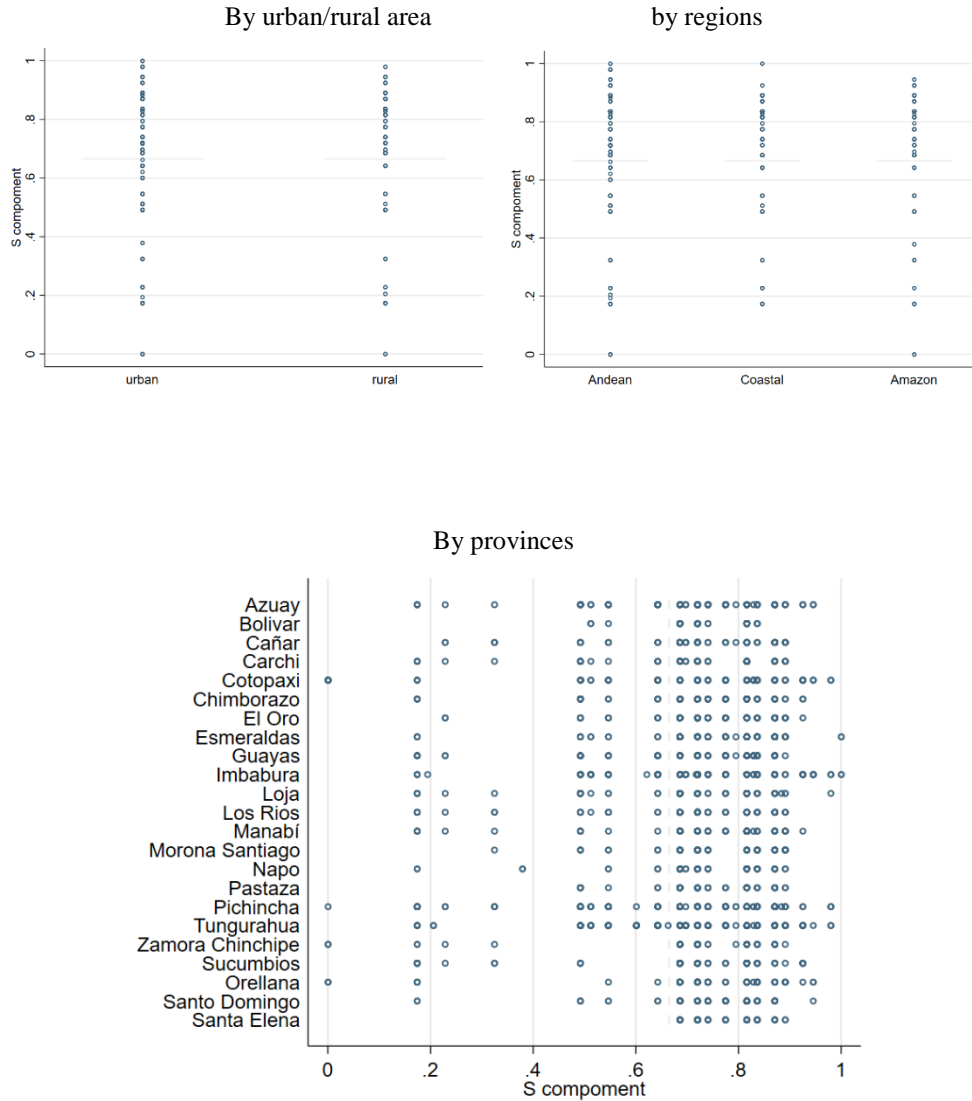 By urban/rural area
by regions
S compoment
1
.8
.6
.4
.2
0
urban
rural
S compoment
1
.8
.6
.4
.2
0
Andean
Coastal
Amazon
By provinces
Azuay
Bolivar
Cañar
Carchi
Cotopaxi
Chimborazo
El Oro
Esmeraldas
Guayas
Imbabura
Loja
Los Rios
Manabí
Morona Santiago
Napo
Pastaza
Pichincha
Tungurahua
Zamora Chinchipe
Sucumbios
Orellana
Santo Domingo
Santa Elena
0 .2 .4 .6 .8 1
S compoment